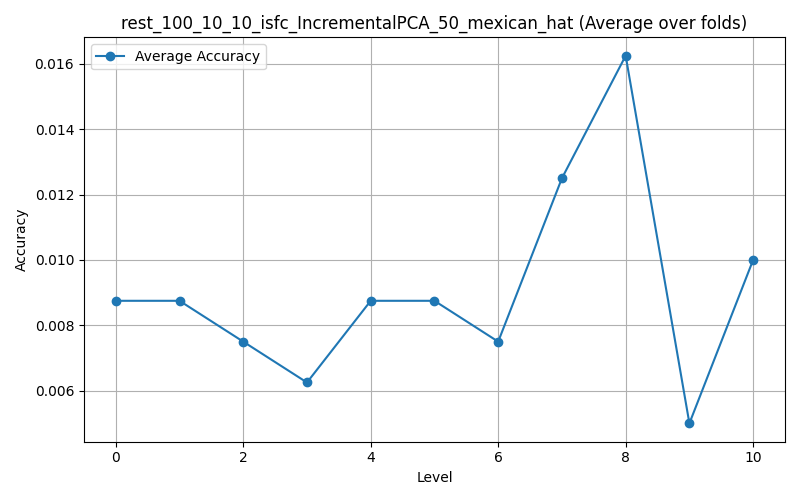 rest_100_10_10_isfc_IncrementalPCA_50_mexican_hat (Average over folds)
Average Accuracy
0.016
0.014
0.012
0.010
0.008
0.006
Accuracy
0 2 4 6 8 10
Level